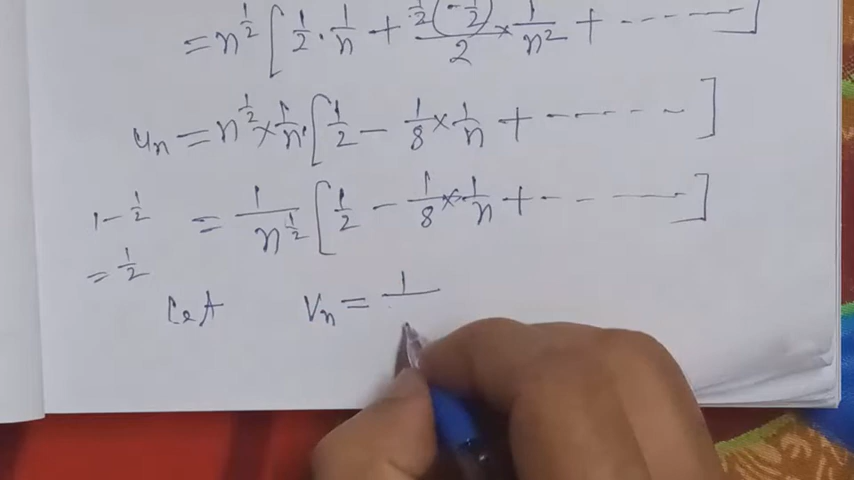 = n^{1/2} [ 1/2 · 1/n + 1/2(-1/2)/2 × 1/n^2 + ------- ]
u_n = n^{1/2} × 1/n · [ 1/2 - 1/8 × 1/n + ------- ]
1 - 1/2 = 1/n^{1/2} [ 1/2 - 1/8 × 1/n + ------- ]
= 1/2
Let V_n = 1/